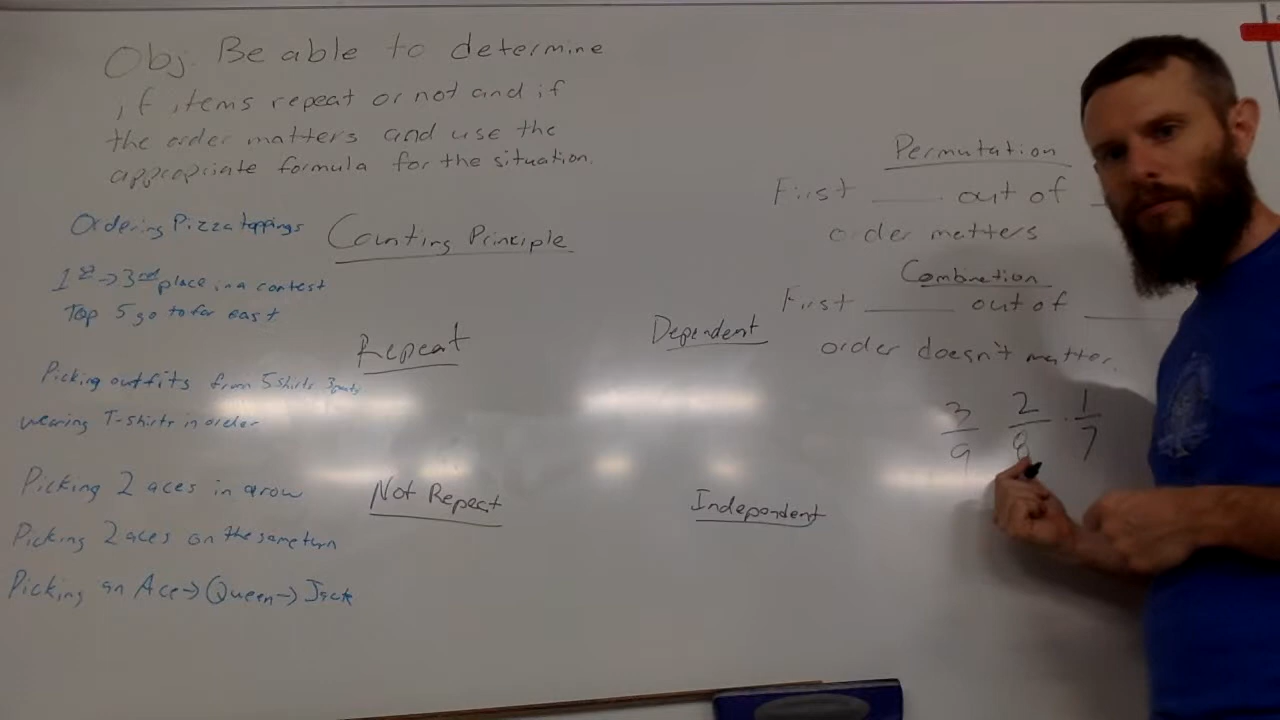 Obj. Be able to determine
if items repeat or not and if
the order matters and use the
appropriate formula for the situation.
Ordering Pizza toppings
1st → 3rd place in a contest
Top 5 go to far east
Picking outfits from 5 shirts 3 pants
wearing T-shirts in order
Picking 2 aces in a row
Picking 2 aces on the same turn
Picking an Ace → Queen → Jack
Counting Principle
Repeat
Not Repeat
Dependent
Independent
Permutation
First ____ out of __
order matters
Combination
First ____ out of ____
order doesn't matter.
3/9 2/8 · 1/7